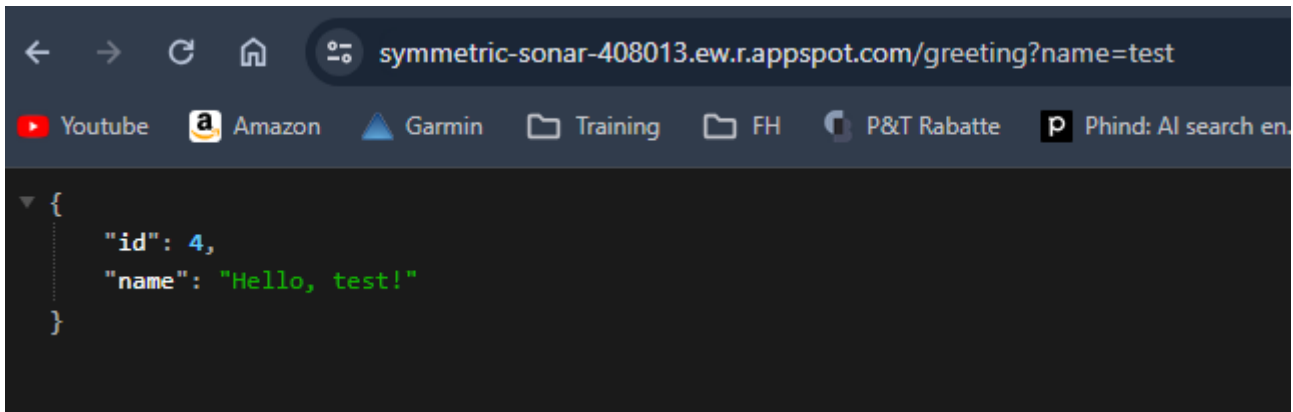 symmetric-sonar-408013.ew.r.appspot.com/greeting?name=test
Youtube Amazon Garmin Training FH P&T Rabatte Phind: AI search en.
{
"id": 4,
"name": "Hello, test!"
}